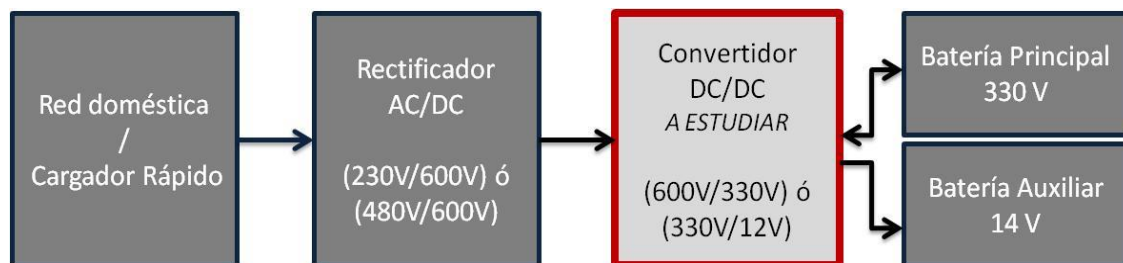 Red doméstica
/
Cargador Rápido
Rectificador
AC/DC
(230V/600V) ó
(480V/600V)
Convertidor
DC/DC
A ESTUDIAR
(600V/330V) ó
(330V/12V)
Batería Principal
330 V
Batería Auxiliar
14 V